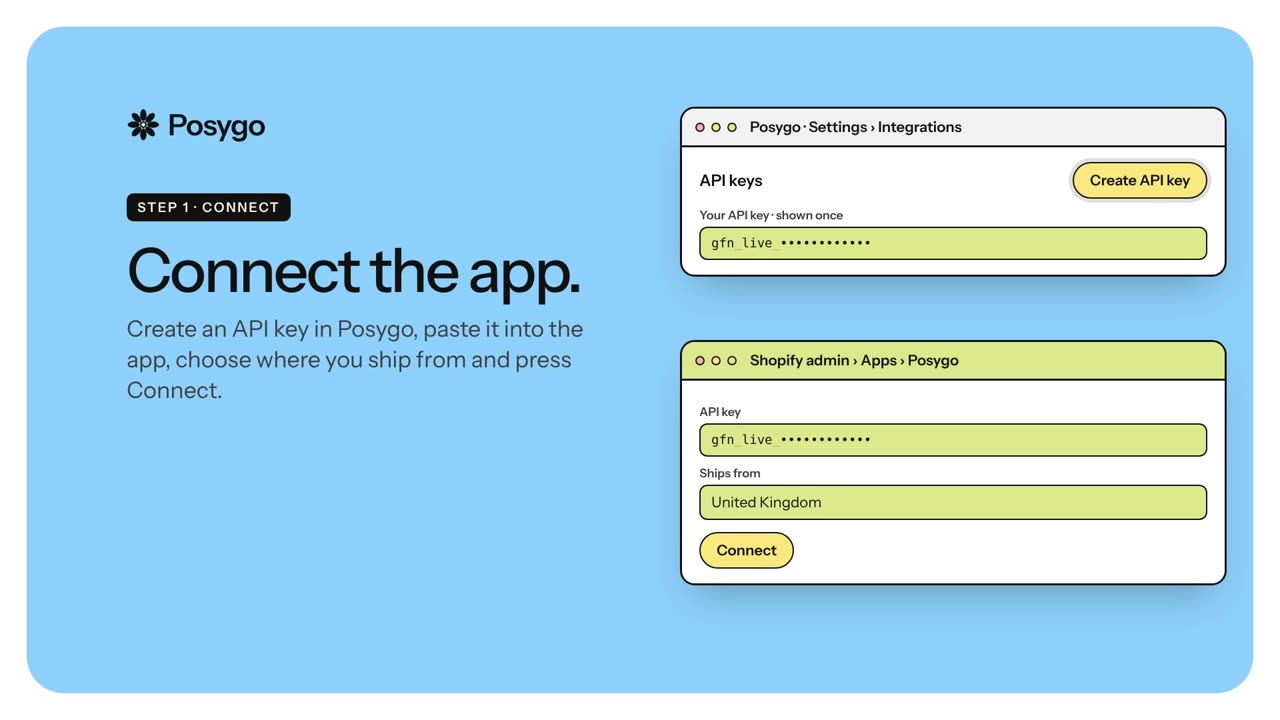 Posygo
STEP 1 · CONNECT
Connect the app.
Create an API key in Posygo, paste it into the
app, choose where you ship from and press
Connect.
Posygo · Settings › Integrations
API keys
Create API key
Your API key · shown once
gfn_live_••••••••••••
Shopify admin › Apps › Posygo
API key
gfn_live_••••••••••••
Ships from
United Kingdom
Connect